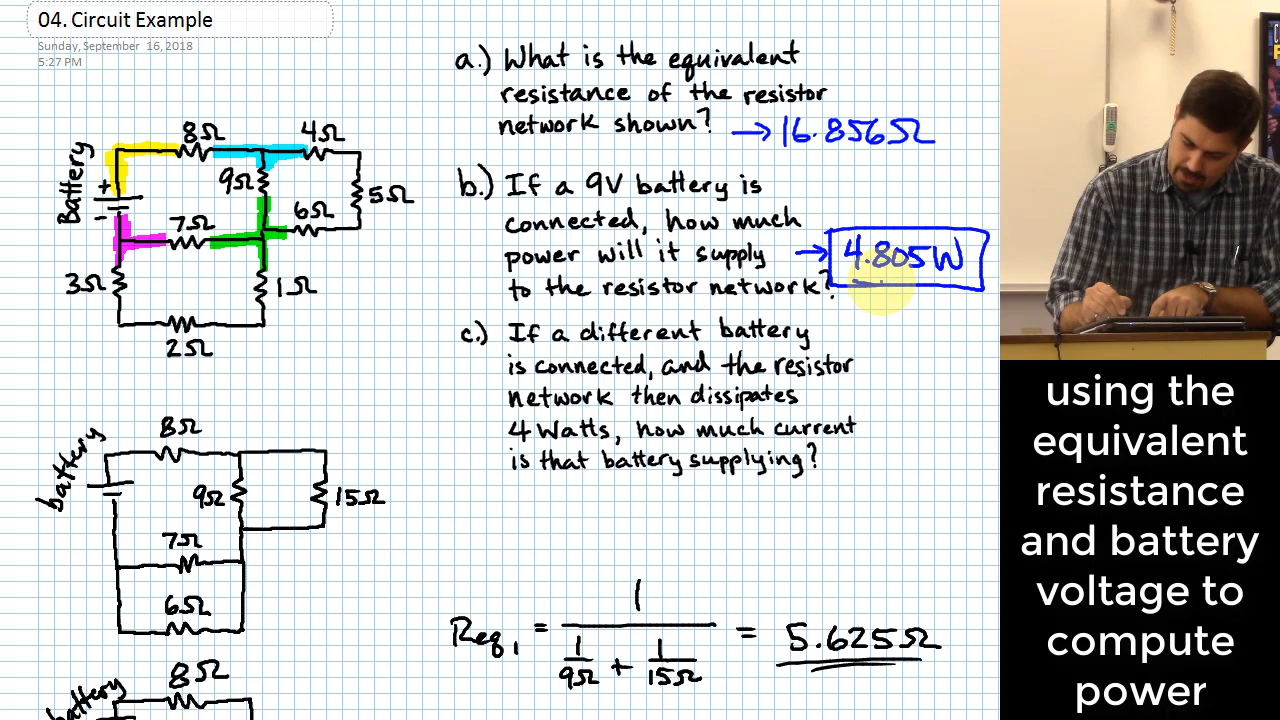 04. Circuit Example
Sunday, September 16, 2018
5:27 PM
a.) What is the equivalent
resistance of the resistor
network shown? → 16.856Ω
b.) If a 9V battery is
connected, how much
power will it supply → 4.805W
to the resistor network?
c.) If a different battery
is connected, and the resistor
network then dissipates
4 Watts, how much current
is that battery supplying?
Battery
+
-
8Ω
4Ω
9Ω
5Ω
7Ω
6Ω
3Ω
1Ω
2Ω
battery
8Ω
9Ω
15Ω
7Ω
6Ω
Req₁ = 1 / (1/9Ω + 1/15Ω) = 5.625Ω
battery
8Ω
using the
equivalent
resistance
and battery
voltage to
compute
power